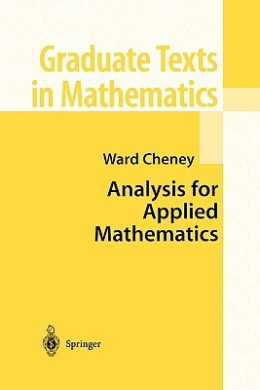 Graduate Texts
in Mathematics
Ward Cheney
Analysis for
Applied
Mathematics
Springer